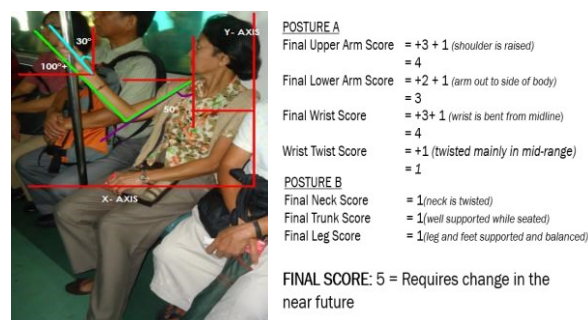 30°
Y- AXIS
100°+
50°
X- AXIS
POSTURE A
Final Upper Arm Score = +3 + 1 (shoulder is raised)
= 4
Final Lower Arm Score = +2 + 1 (arm out to side of body)
= 3
Final Wrist Score = +3+ 1 (wrist is bent from midline)
= 4
Wrist Twist Score = +1 (twisted mainly in mid-range)
= 1
POSTURE B
Final Neck Score = 1(neck is twisted)
Final Trunk Score = 1(well supported while seated)
Final Leg Score = 1(leg and feet supported and balanced)
FINAL SCORE: 5 = Requires change in the
near future